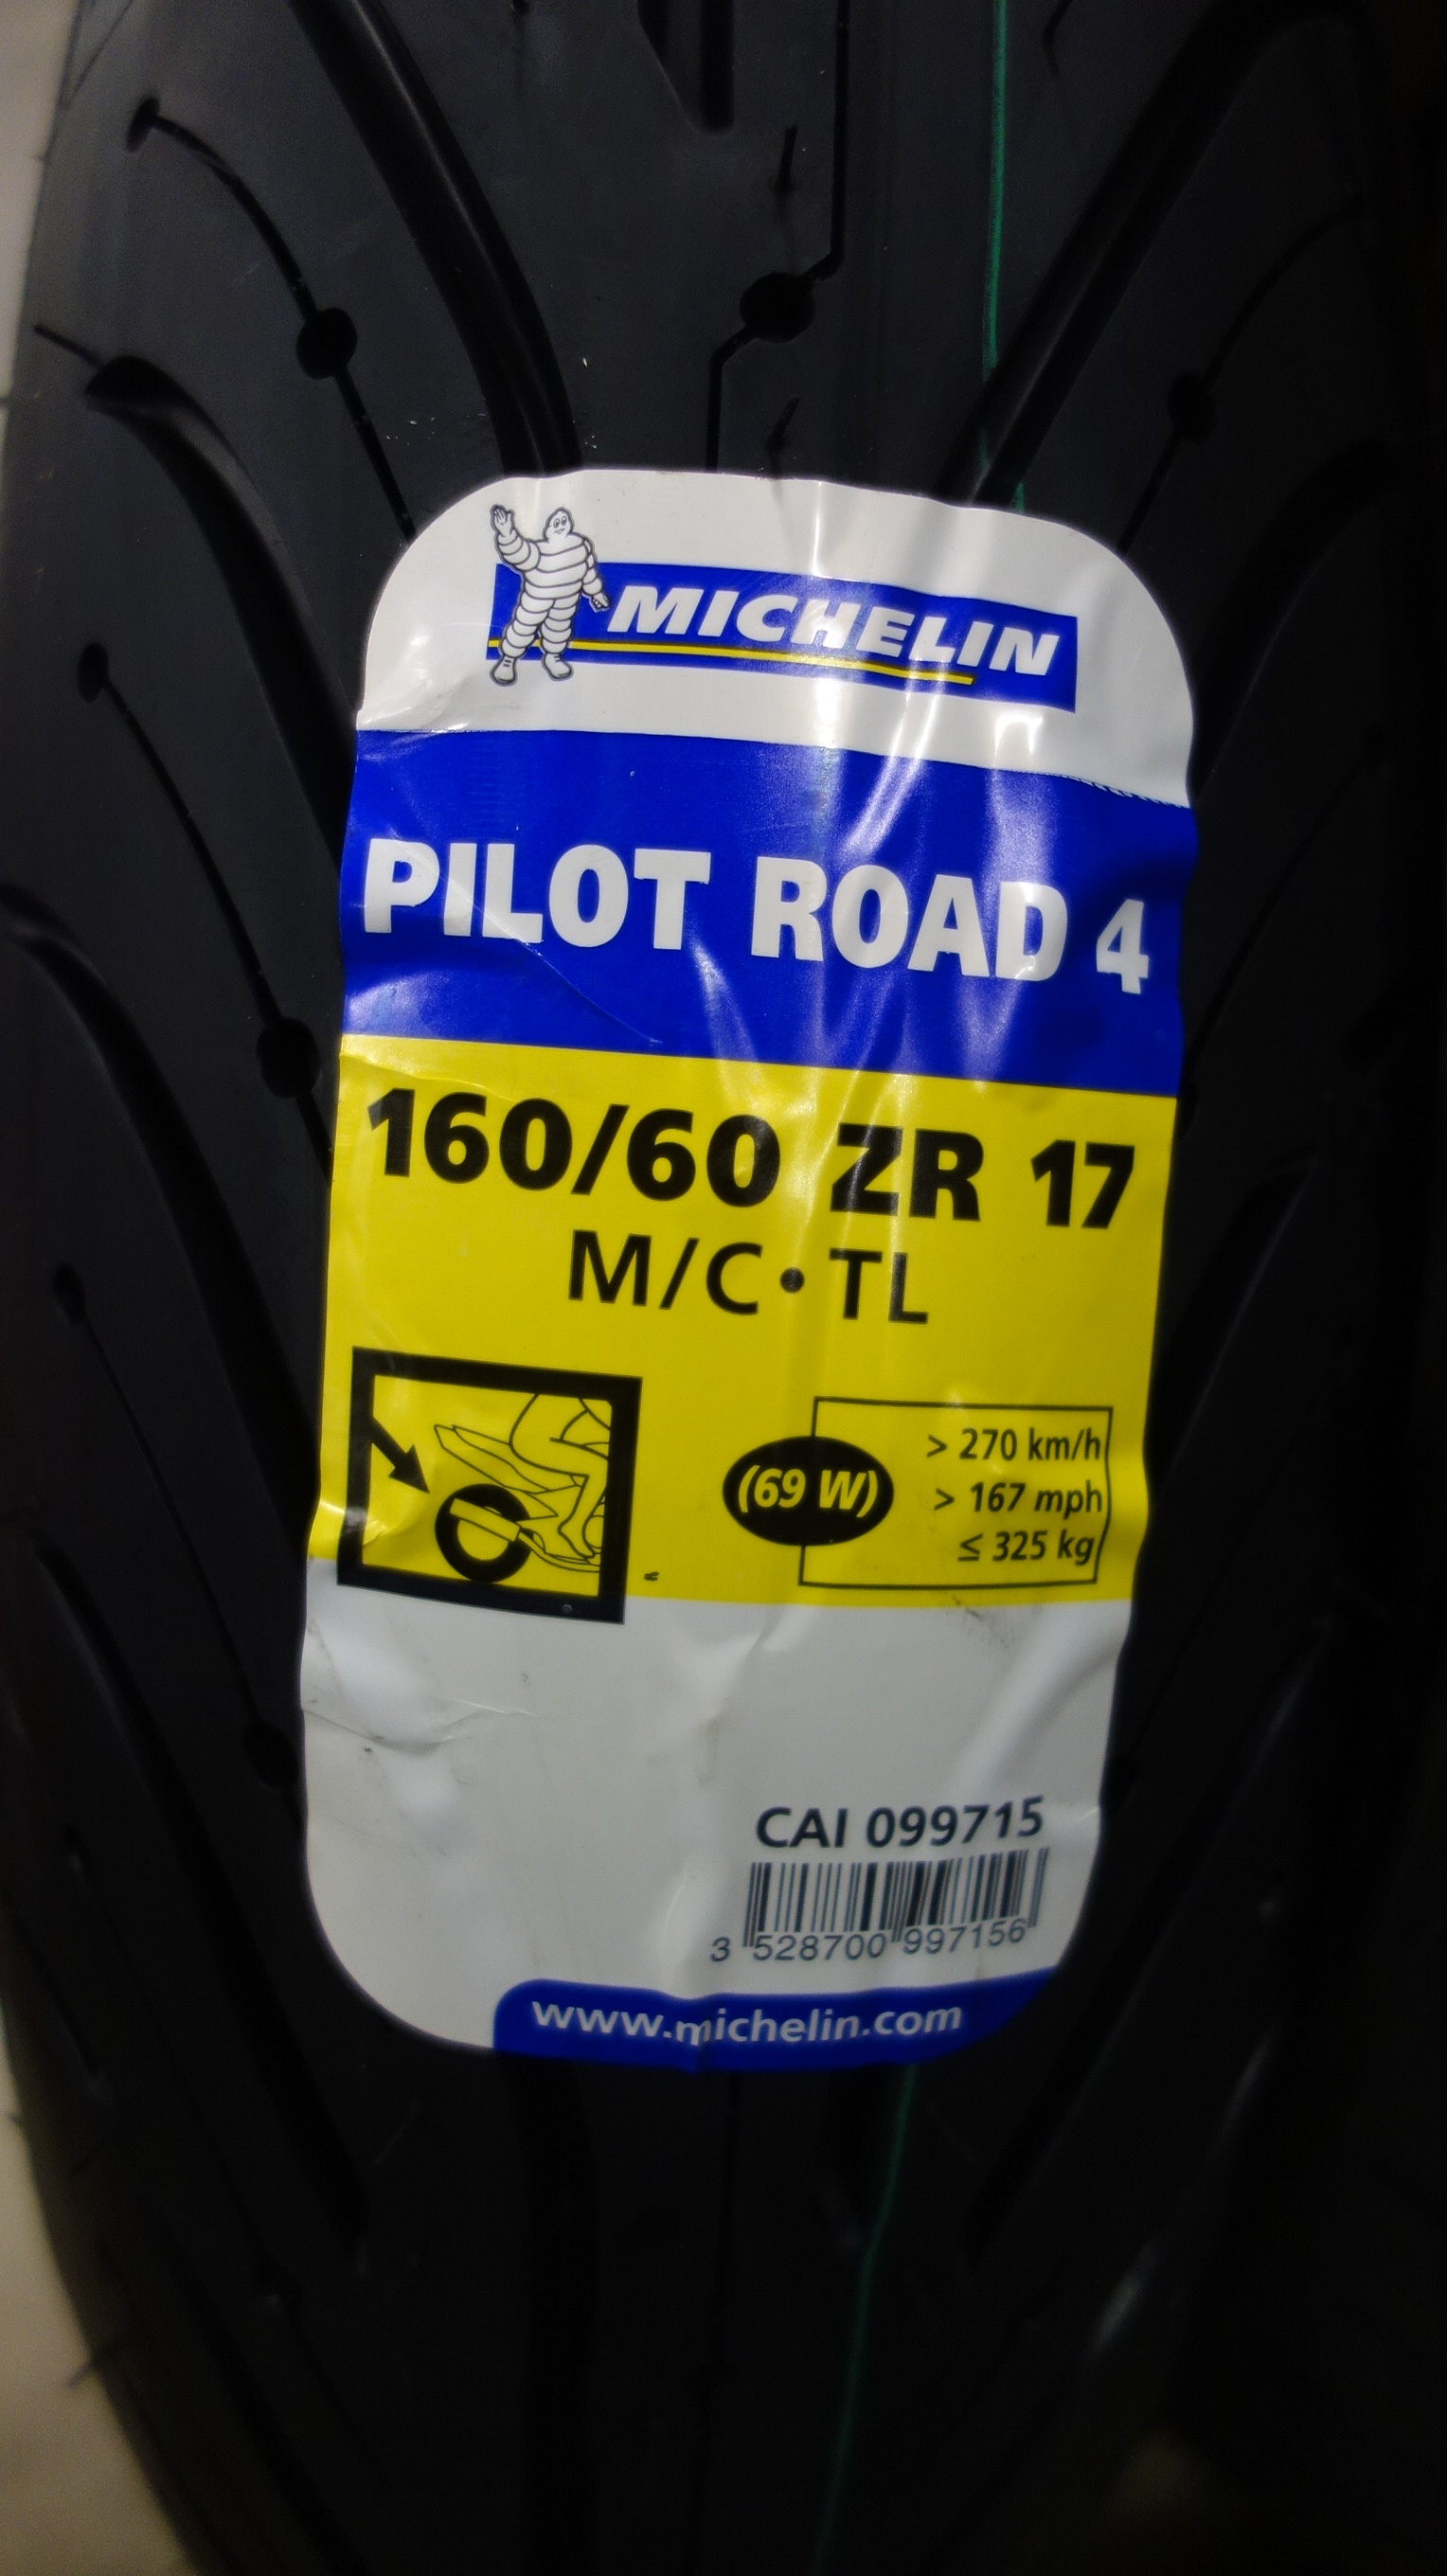 MICHELIN
PILOT ROAD 4
160/60 ZR 17
M/C•TL
(69 W)
> 270 km/h
> 167 mph
≤ 325 kg
CAI 099715
3 528700 997156
www.michelin.com